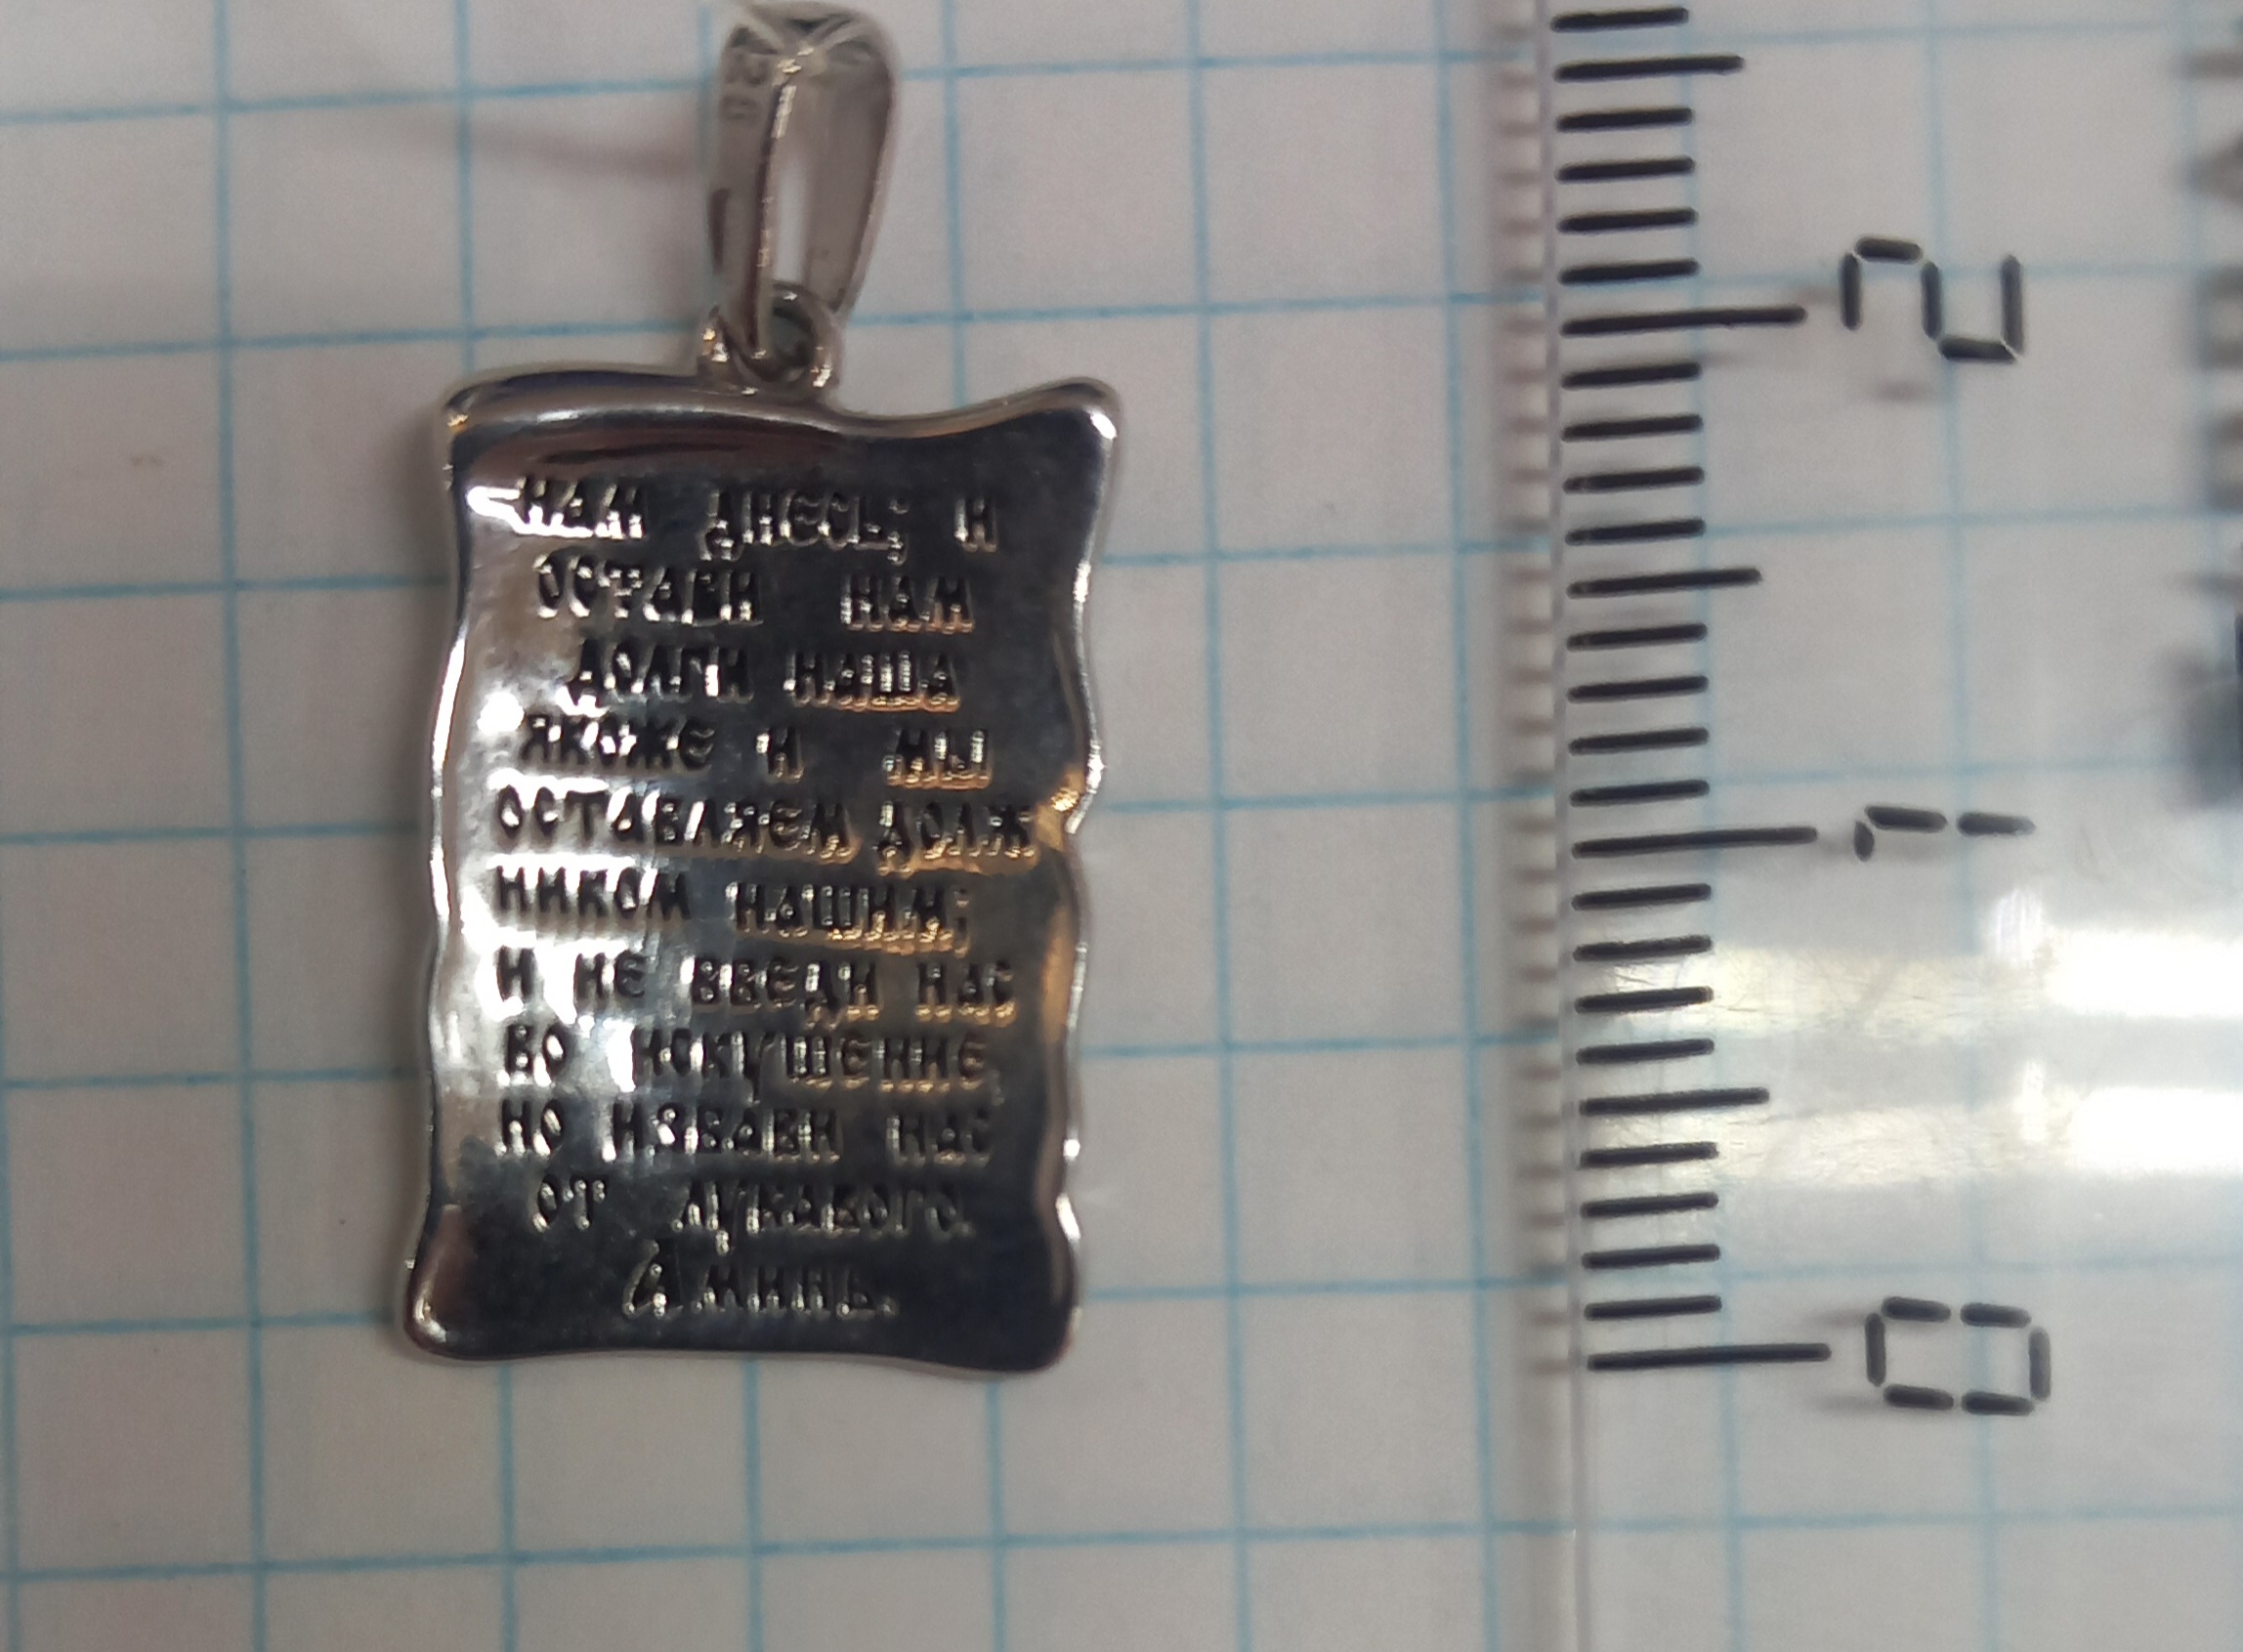 НАМ ДНЕСЬ; И
ОСТАВИ НАМ
ДОЛГИ НАША
ЯКОЖЕ И МЫ
ОСТАВЛЯЕМ ДОЛЖ
НИКОМ НАШИМ;
И НЕ ВВЕДИ НАС
ВО ИСКУШЕНИЕ,
НО ИЗБАВИ НАС
ОТ ЛУКАВОГО.
АМИНЬ.
2
1
0